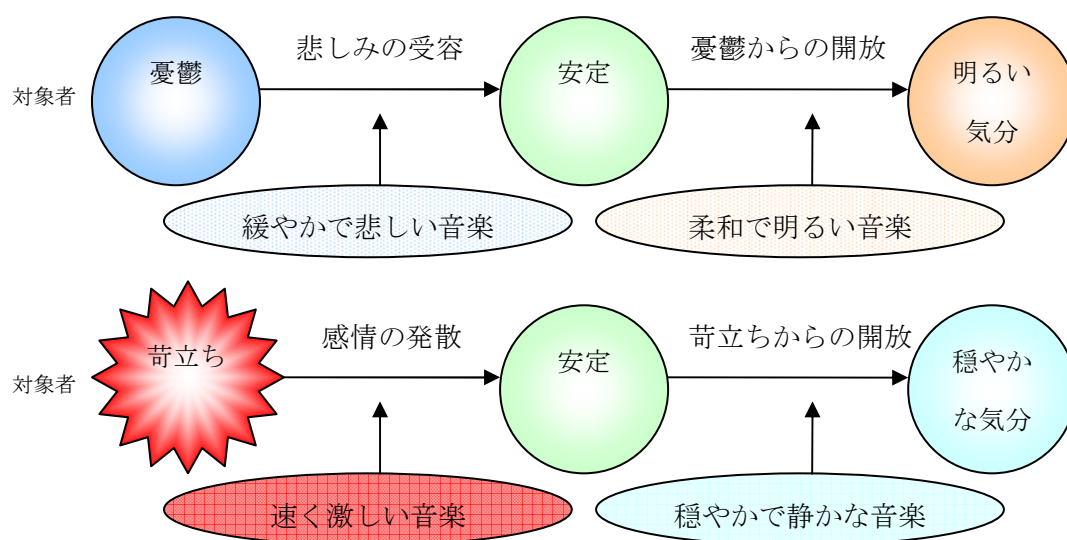 悲しみの受容
憂鬱からの開放
憂鬱
安定
明るい
気分
対象者
緩やかで悲しい音楽
柔和で明るい音楽
感情の発散
苛立ちからの開放
苛立ち
安定
穏やか
な気分
対象者
速く激しい音楽
穏やかで静かな音楽